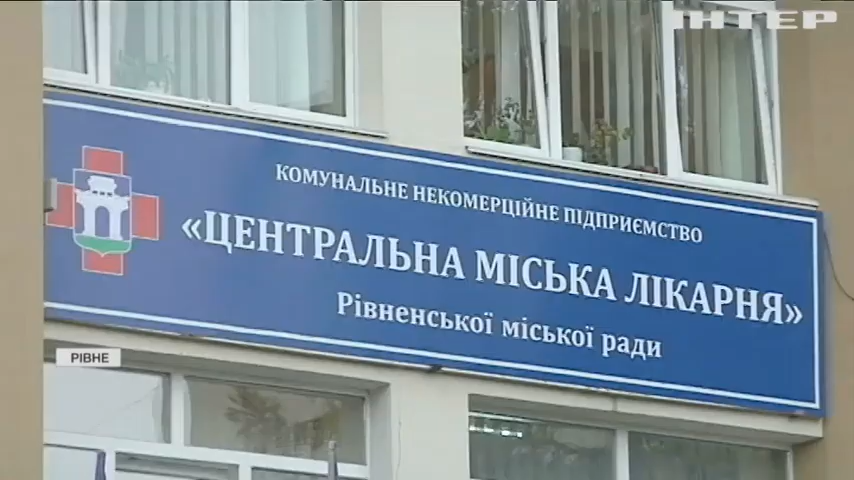 ІНТЕР
КОМУНАЛЬНЕ НЕКОМЕРЦІЙНЕ ПІДПРИЄМСТВО
«ЦЕНТРАЛЬНА МІСЬКА ЛІКАРНЯ»
Рівненської міської ради
РІВНЕ